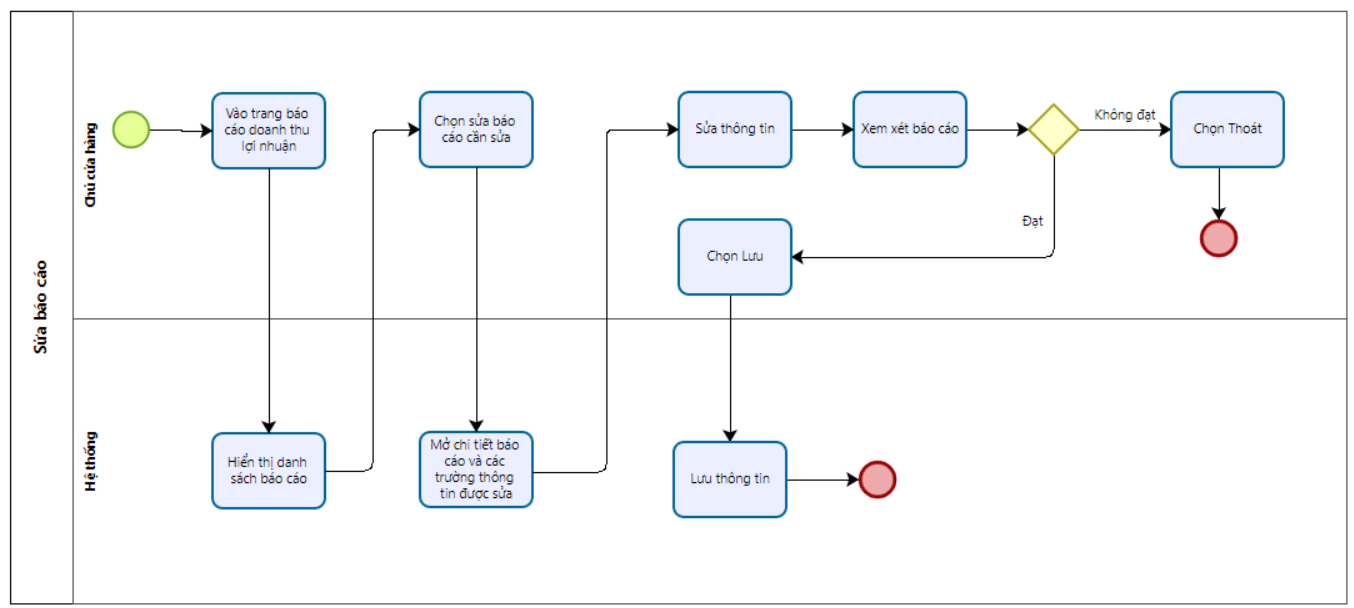 Sửa báo cáo
Chủ cửa hàng
Vào trang báo
cáo doanh thu
lợi nhuận
Chọn sửa báo
cáo cần sửa
Sửa thông tin
Xem xét báo cáo
Không đạt
Chọn Thoát
Đạt
Chọn Lưu
Hệ thống
Hiển thị danh
sách báo cáo
Mở chi tiết báo
cáo và các
trường thông
tin được sửa
Lưu thông tin